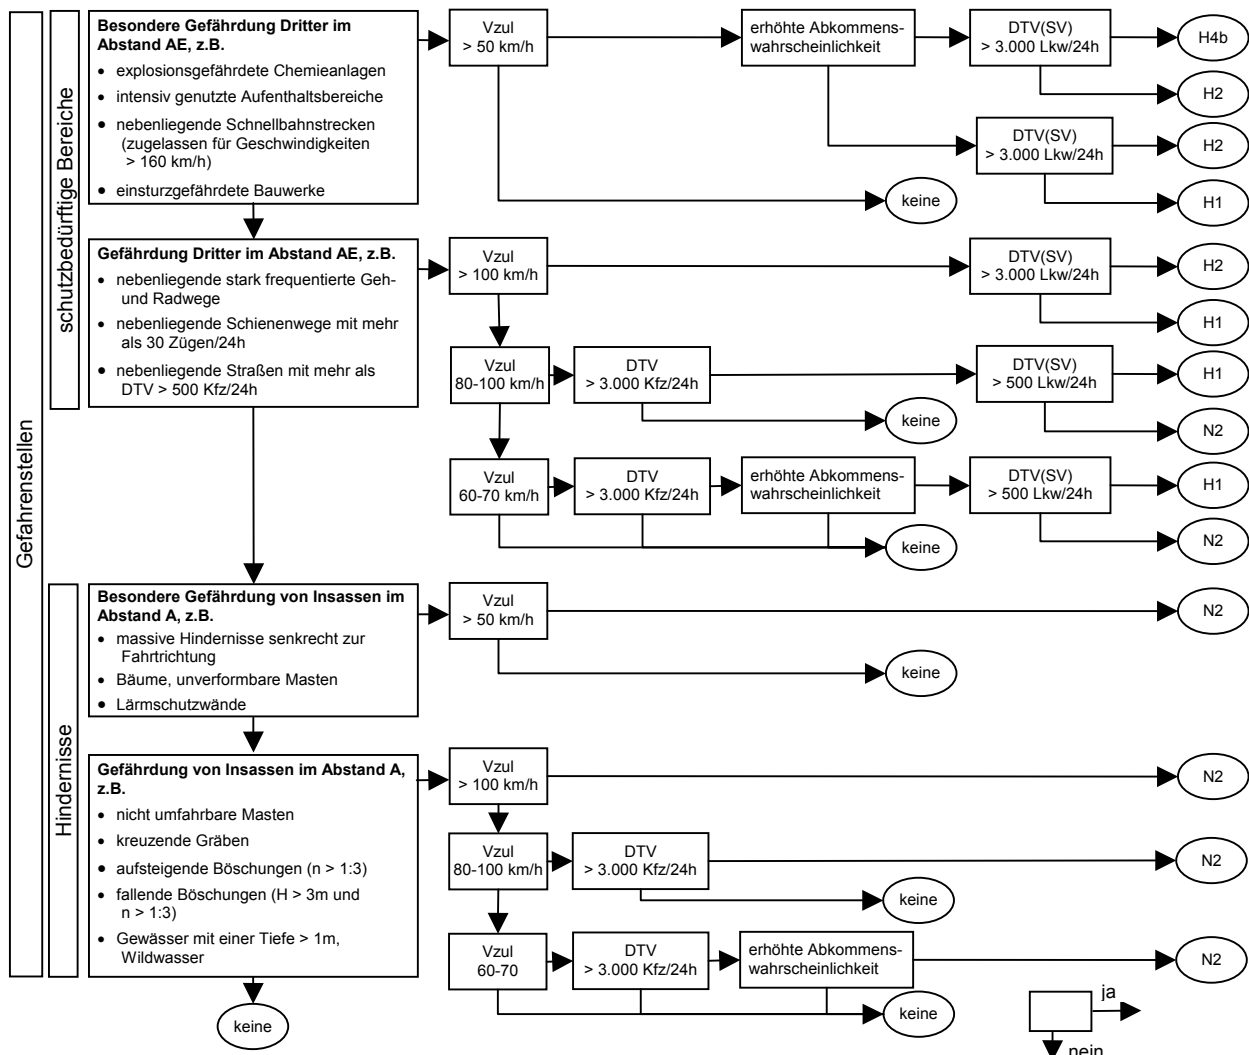 Gefahrenstellen
schutzbedürftige Bereiche
Besondere Gefährdung Dritter im
Abstand AE, z.B.
• explosionsgefährdete Chemieanlagen
• intensiv genutzte Aufenthaltsbereiche
• nebenliegende Schnellbahnstrecken
(zugelassen für Geschwindigkeiten
> 160 km/h)
• einsturzgefährdete Bauwerke
Vzul
> 50 km/h
erhöhte Abkommens-
wahrscheinlichkeit
DTV(SV)
> 3.000 Lkw/24h
H4b
H2
DTV(SV)
> 3.000 Lkw/24h
H2
H1
keine
Gefährdung Dritter im Abstand AE, z.B.
• nebenliegende stark frequentierte Geh-
und Radwege
• nebenliegende Schienenwege mit mehr
als 30 Zügen/24h
• nebenliegende Straßen mit mehr als
DTV > 500 Kfz/24h
Vzul
> 100 km/h
DTV(SV)
> 3.000 Lkw/24h
H2
H1
Vzul
80-100 km/h
DTV
> 3.000 Kfz/24h
DTV(SV)
> 500 Lkw/24h
H1
keine
N2
Vzul
60-70 km/h
DTV
> 3.000 Kfz/24h
erhöhte Abkommens-
wahrscheinlichkeit
DTV(SV)
> 500 Lkw/24h
H1
keine
N2
Hindernisse
Besondere Gefährdung von Insassen im
Abstand A, z.B.
• massive Hindernisse senkrecht zur
Fahrtrichtung
• Bäume, unverformbare Masten
• Lärmschutzwände
Vzul
> 50 km/h
N2
keine
Gefährdung von Insassen im Abstand A,
z.B.
• nicht umfahrbare Masten
• kreuzende Gräben
• aufsteigende Böschungen (n > 1:3)
• fallende Böschungen (H > 3m und
n > 1:3)
• Gewässer mit einer Tiefe > 1m,
Wildwasser
Vzul
> 100 km/h
N2
Vzul
80-100 km/h
DTV
> 3.000 Kfz/24h
N2
keine
Vzul
60-70
DTV
> 3.000 Kfz/24h
erhöhte Abkommens-
wahrscheinlichkeit
N2
keine
keine
ja
nein